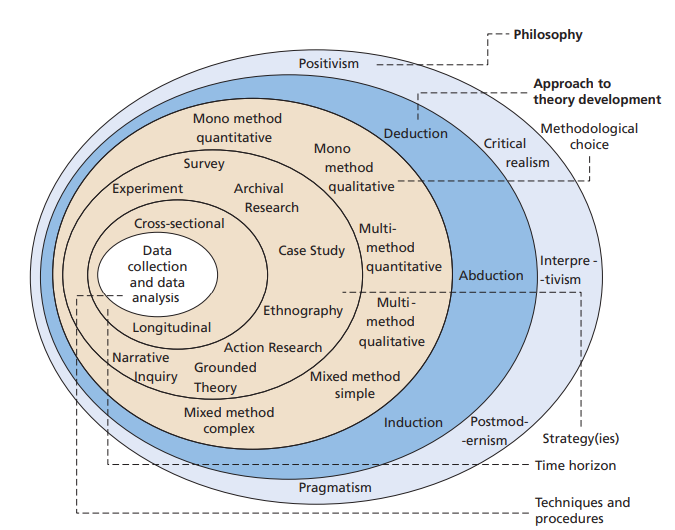 Philosophy
Positivism
Approach to
theory development
Mono method
quantitative
Deduction
Methodological
choice
Critical
realism
Mono
method
qualitative
Survey
Experiment
Archival
Research
Cross-sectional
Multi-
method
quantitative
Data
collection
and data
analysis
Case Study
Abduction
Interpre-
-tivism
Ethnography
Multi-
method
qualitative
Longitudinal
Action Research
Narrative
Inquiry
Grounded
Theory
Mixed method
simple
Mixed method
complex
Induction
Postmod-
-ernism
Strategy(ies)
Time horizon
Pragmatism
Techniques and
procedures